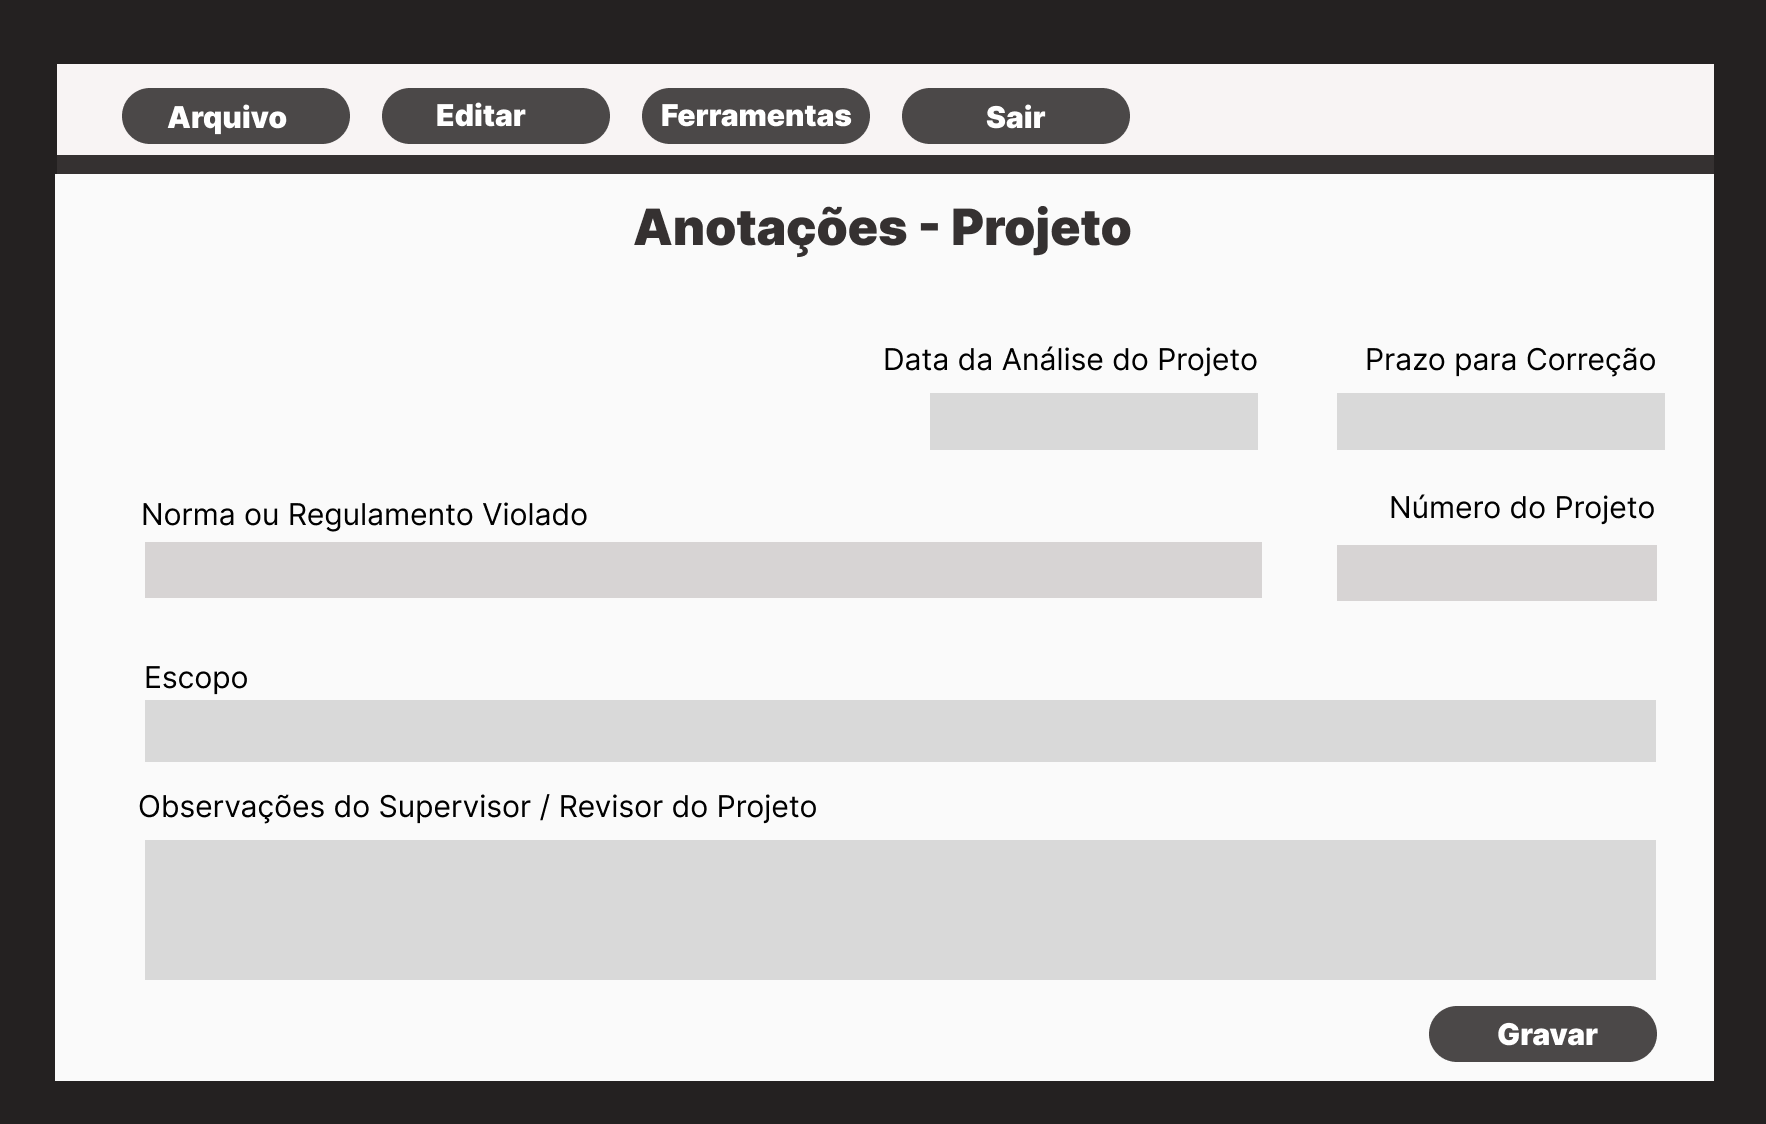 Arquivo
Editar
Ferramentas
Sair
Anotações - Projeto
Data da Análise do Projeto
Prazo para Correção
Norma ou Regulamento Violado
Número do Projeto
Escopo
Observações do Supervisor / Revisor do Projeto
Gravar